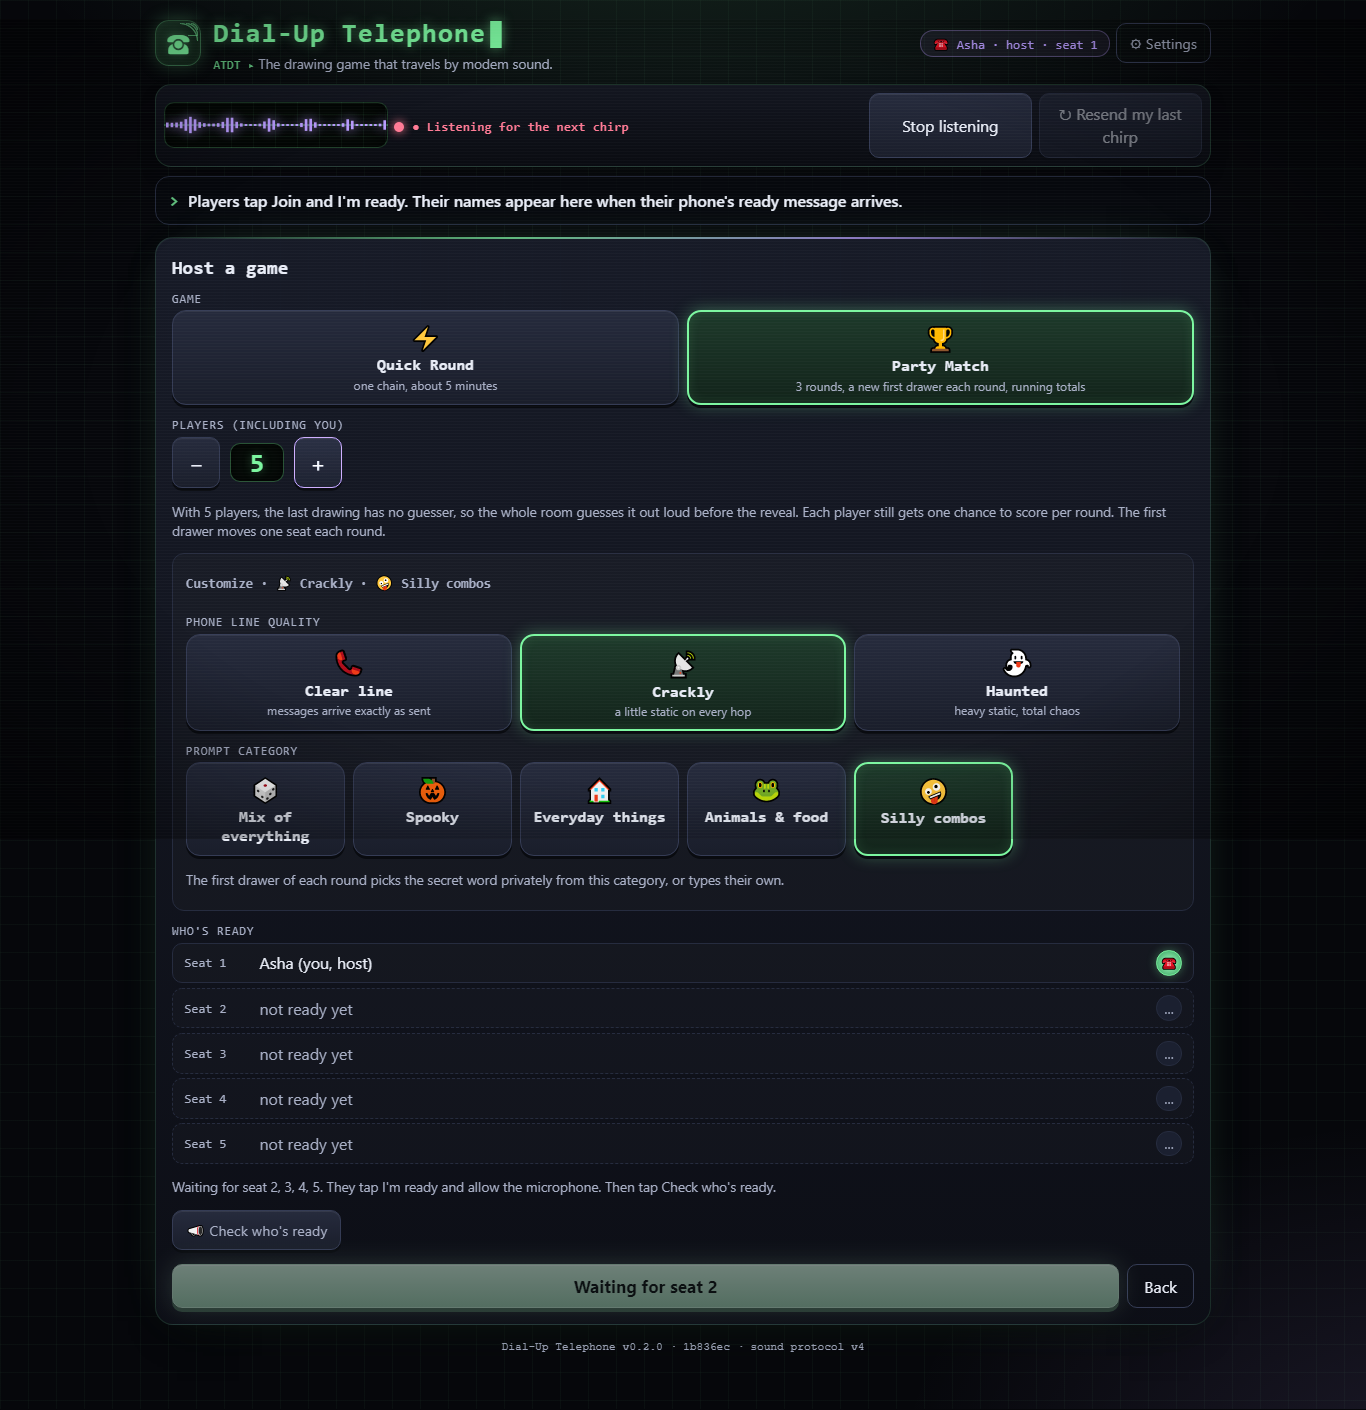 Dial-Up Telephone
ATDT ▸ The drawing game that travels by modem sound.
Asha · host · seat 1
⚙ Settings
● Listening for the next chirp
Stop listening
↻ Resend my last
chirp
> Players tap Join and I'm ready. Their names appear here when their phone's ready message arrives.
Host a game
GAME
Quick Round
one chain, about 5 minutes
Party Match
3 rounds, a new first drawer each round, running totals
PLAYERS (INCLUDING YOU)
− 5 +
With 5 players, the last drawing has no guesser, so the whole room guesses it out loud before the reveal. Each player still gets one chance to score per round. The first
drawer moves one seat each round.
Customize · Crackly · Silly combos
PHONE LINE QUALITY
Clear line
messages arrive exactly as sent
Crackly
a little static on every hop
Haunted
heavy static, total chaos
PROMPT CATEGORY
Mix of
everything
Spooky
Everyday things
Animals & food
Silly combos
The first drawer of each round picks the secret word privately from this category, or types their own.
WHO'S READY
Seat 1 Asha (you, host)
Seat 2 not ready yet …
Seat 3 not ready yet …
Seat 4 not ready yet …
Seat 5 not ready yet …
Waiting for seat 2, 3, 4, 5. They tap I'm ready and allow the microphone. Then tap Check who's ready.
Check who's ready
Waiting for seat 2
Back
Dial-Up Telephone v0.2.0 · 1b836ec · sound protocol v4